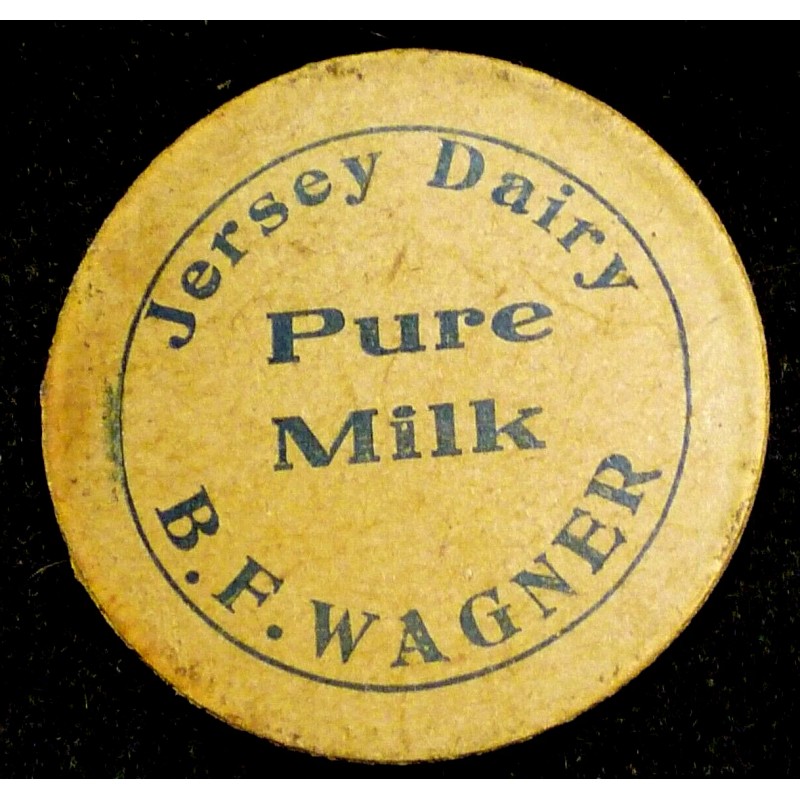 Jersey Dairy
Pure
Milk
B. F. WAGNER